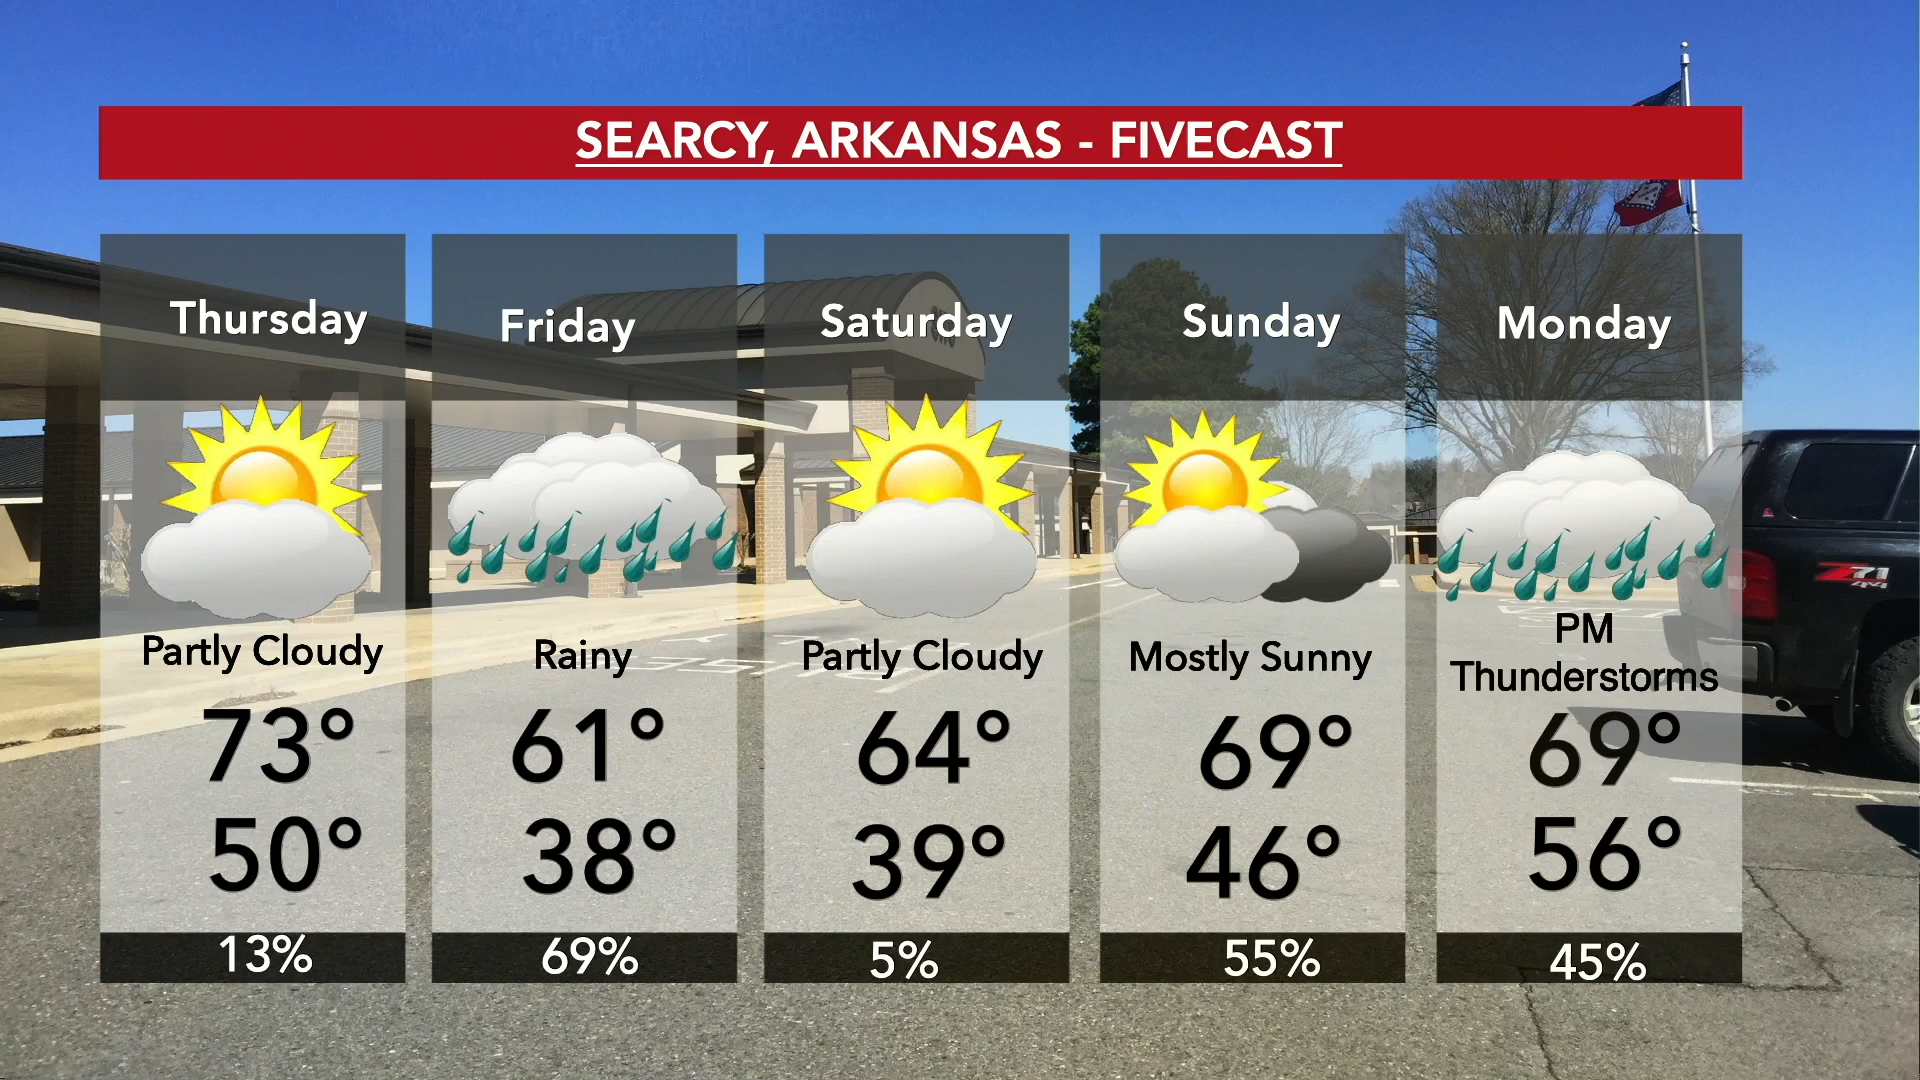 SEARCY, ARKANSAS - FIVECAST
Thursday
Partly Cloudy
73°
50°
13%
Friday
Rainy
61°
38°
69%
Saturday
Partly Cloudy
64°
39°
5%
Sunday
Mostly Sunny
69°
46°
55%
Monday
PM
Thunderstorms
69°
56°
45%
Z71
4X4